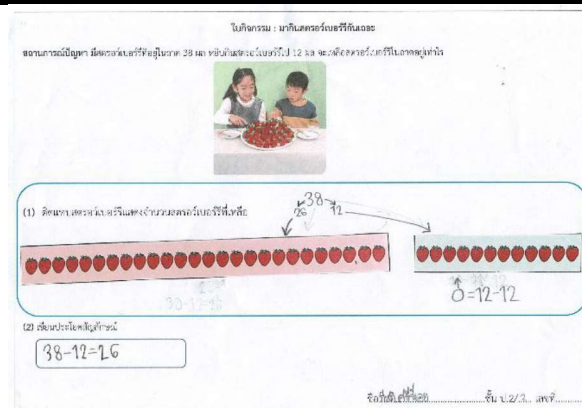 ใบกิจกรรม : มากินสตรอว์เบอร์รีกันเถอะ
สถานการณ์ปัญหา มีสตรอว์เบอร์รีที่อยู่ในถาด 38 ผล หยิบกินสตรอว์เบอร์รีไป 12 ผล จะเหลือสตรอว์เบอร์รีในถาดอยู่เท่าไร
(1) ติดแถบสตรอว์เบอร์รีแสดงจำนวนสตรอว์เบอร์รีที่เหลือ
38
26 12
0=12-12
(2) เขียนประโยคสัญลักษณ์
38-12=26
ชื่อ ชั้น ป.2/3 เลขที่